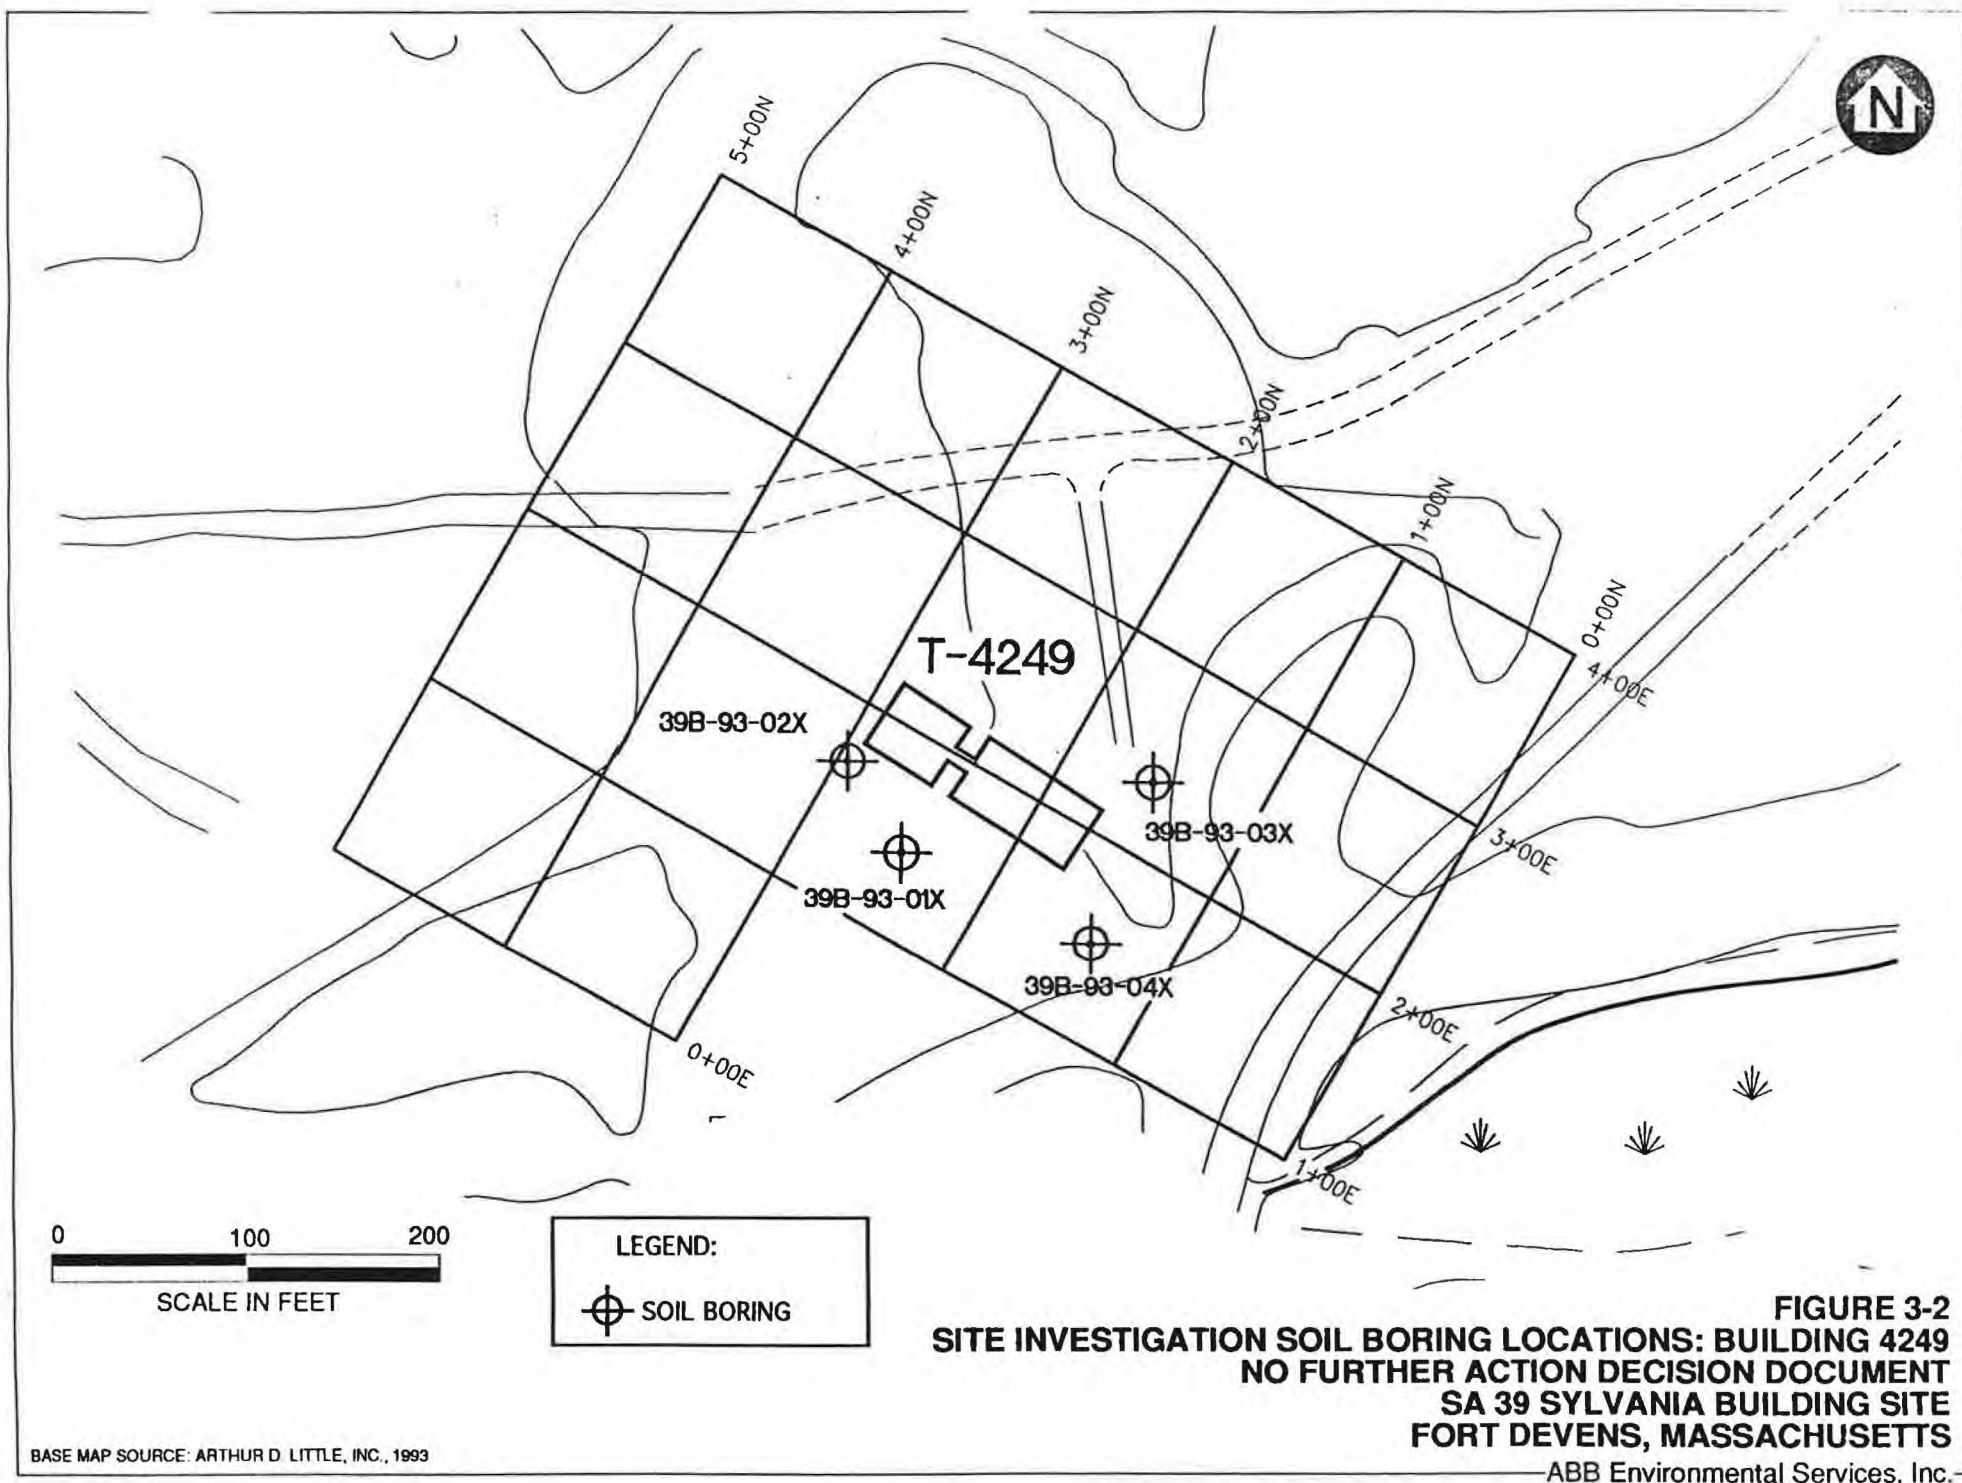 N
5+00N
4+00N
3+00N
2+00N
1+00N
0+00N
4+00E
3+00E
2+00E
1+00E
0+00E
T-4249
39B-93-02X
39B-93-03X
39B-93-01X
39B-93-04X
0 100 200
SCALE IN FEET
LEGEND:
SOIL BORING
FIGURE 3-2
SITE INVESTIGATION SOIL BORING LOCATIONS: BUILDING 4249
NO FURTHER ACTION DECISION DOCUMENT
SA 39 SYLVANIA BUILDING SITE
FORT DEVENS, MASSACHUSETTS
BASE MAP SOURCE: ARTHUR D. LITTLE, INC., 1993
ABB Environmental Services, Inc.